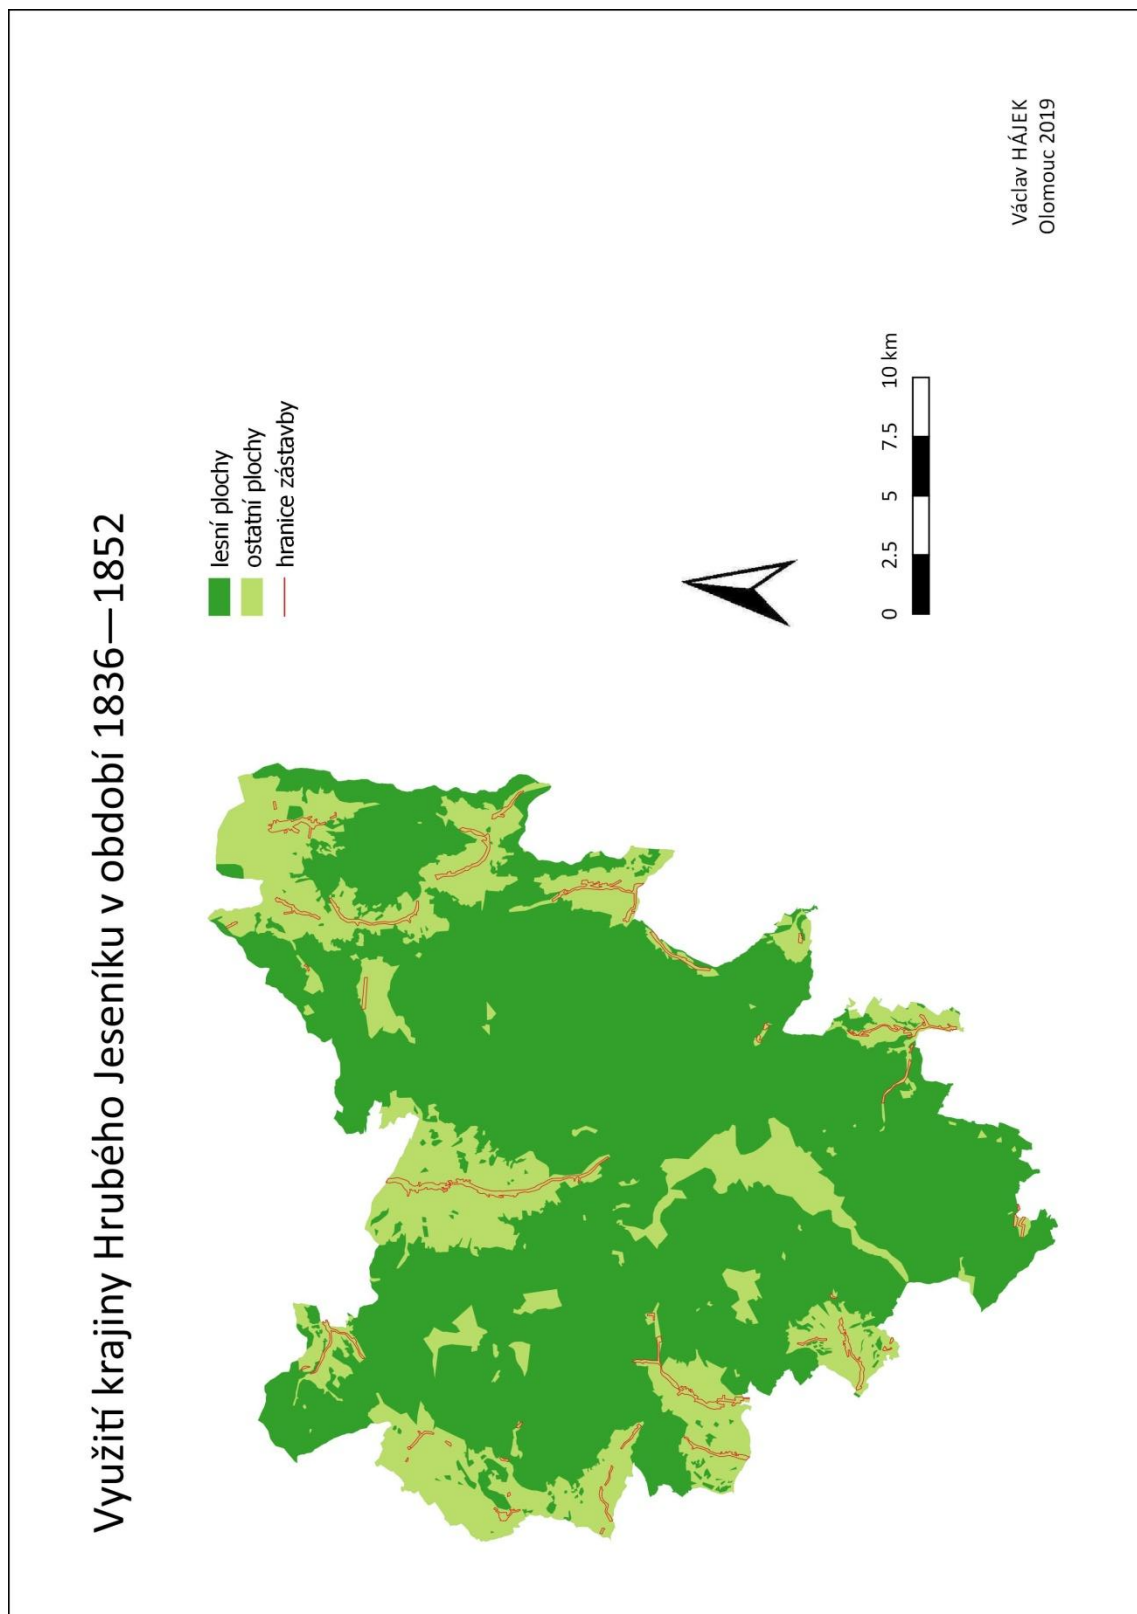 Využití krajiny Hrubého Jeseníku v období 1836—1852
lesní plochy
ostatní plochy
hranice zástavby
0 2.5 5 7.5 10 km
Václav HÁJEK
Olomouc 2019